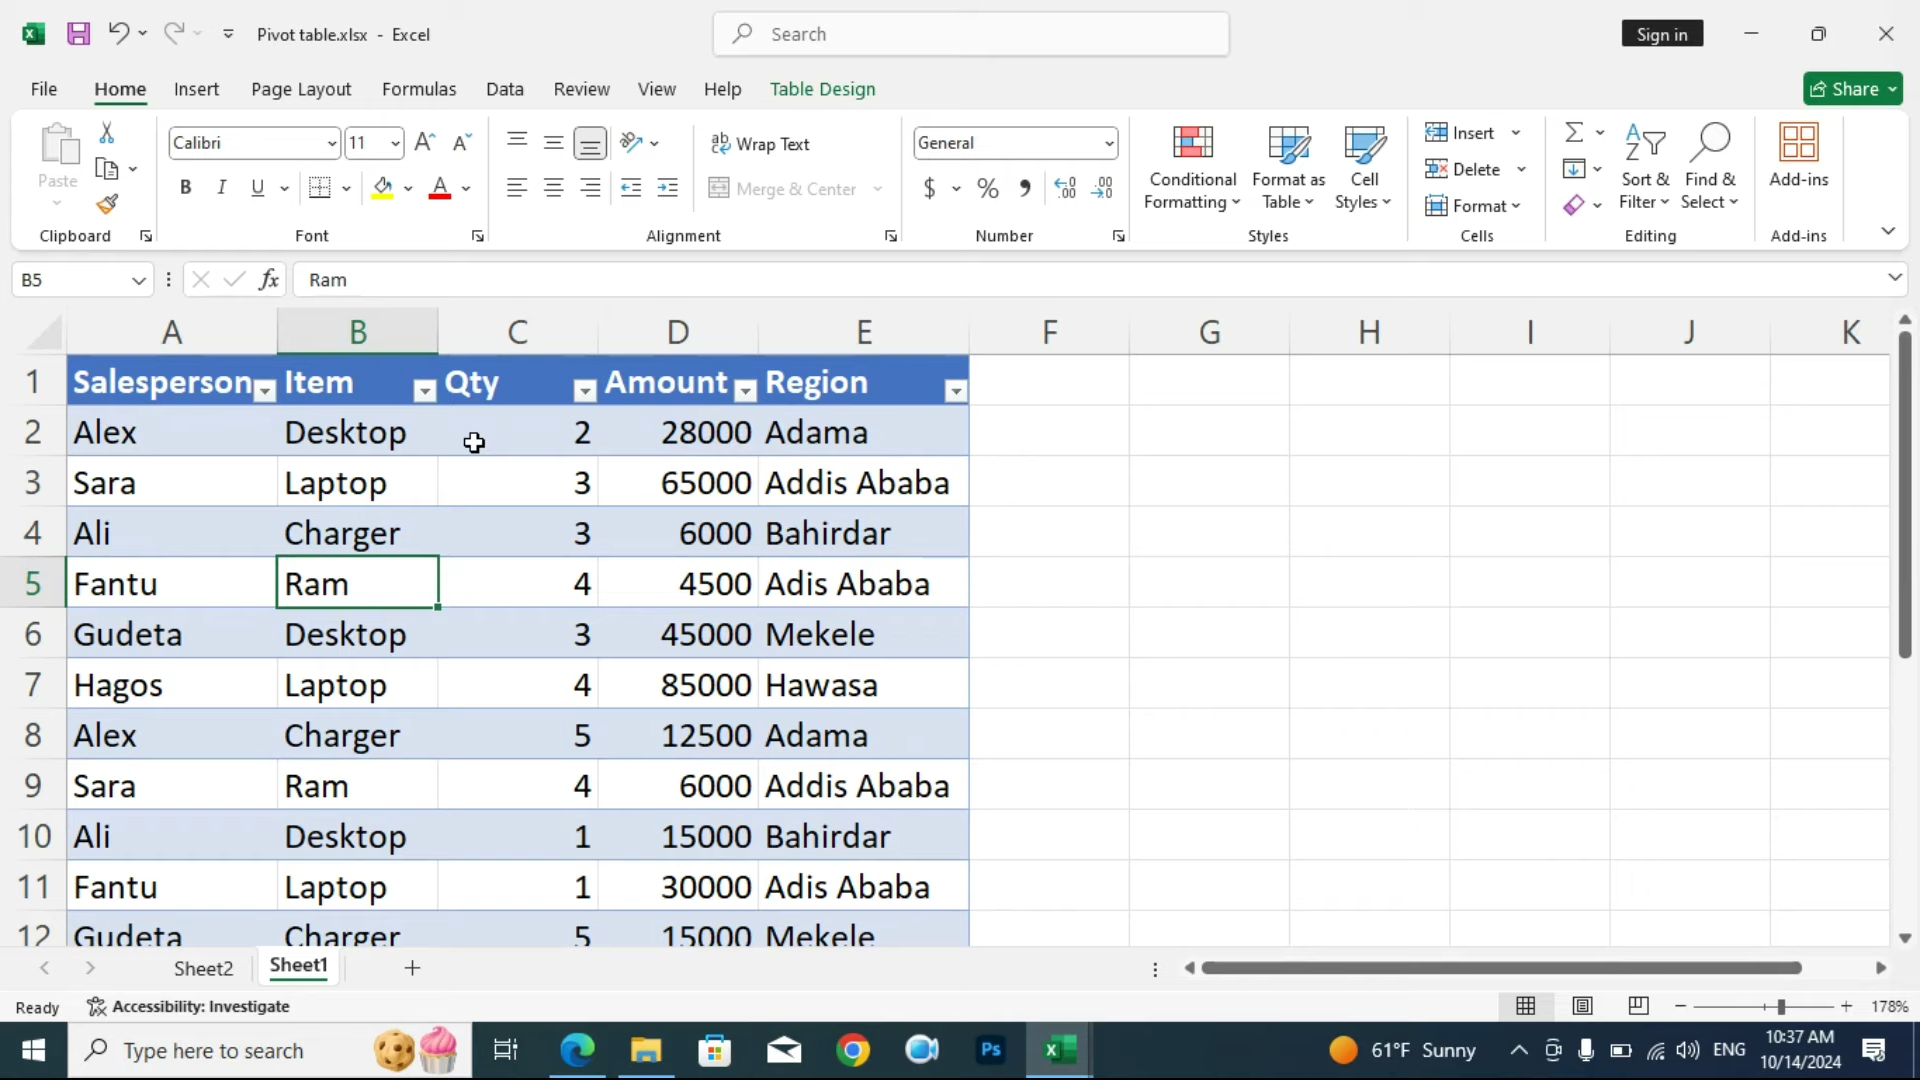 Pivot table.xlsx - Excel
Search
Sign in
File Home Insert Page Layout Formulas Data Review View Help Table Design
Share
Paste
Clipboard
Calibri 11
B I U
Font
Wrap Text
Merge & Center
Alignment
General
$ % ,
Number
Conditional Formatting
Format as Table
Cell Styles
Styles
Insert
Delete
Format
Cells
Sort & Filter
Find & Select
Editing
Add-ins
Add-ins
B5 fx Ram
A B C D E F G H I J K
1 Salesperson Item Qty Amount Region
2 Alex Desktop 2 28000 Adama
3 Sara Laptop 3 65000 Addis Ababa
4 Ali Charger 3 6000 Bahirdar
5 Fantu Ram 4 4500 Adis Ababa
6 Gudeta Desktop 3 45000 Mekele
7 Hagos Laptop 4 85000 Hawasa
8 Alex Charger 5 12500 Adama
9 Sara Ram 4 6000 Addis Ababa
10 Ali Desktop 1 15000 Bahirdar
11 Fantu Laptop 1 30000 Adis Ababa
12 Gudeta Charger 5 15000 Mekele
Sheet2 Sheet1
Ready Accessibility: Investigate 178%
Type here to search
Ps
61°F Sunny
ENG
10:37 AM
10/14/2024